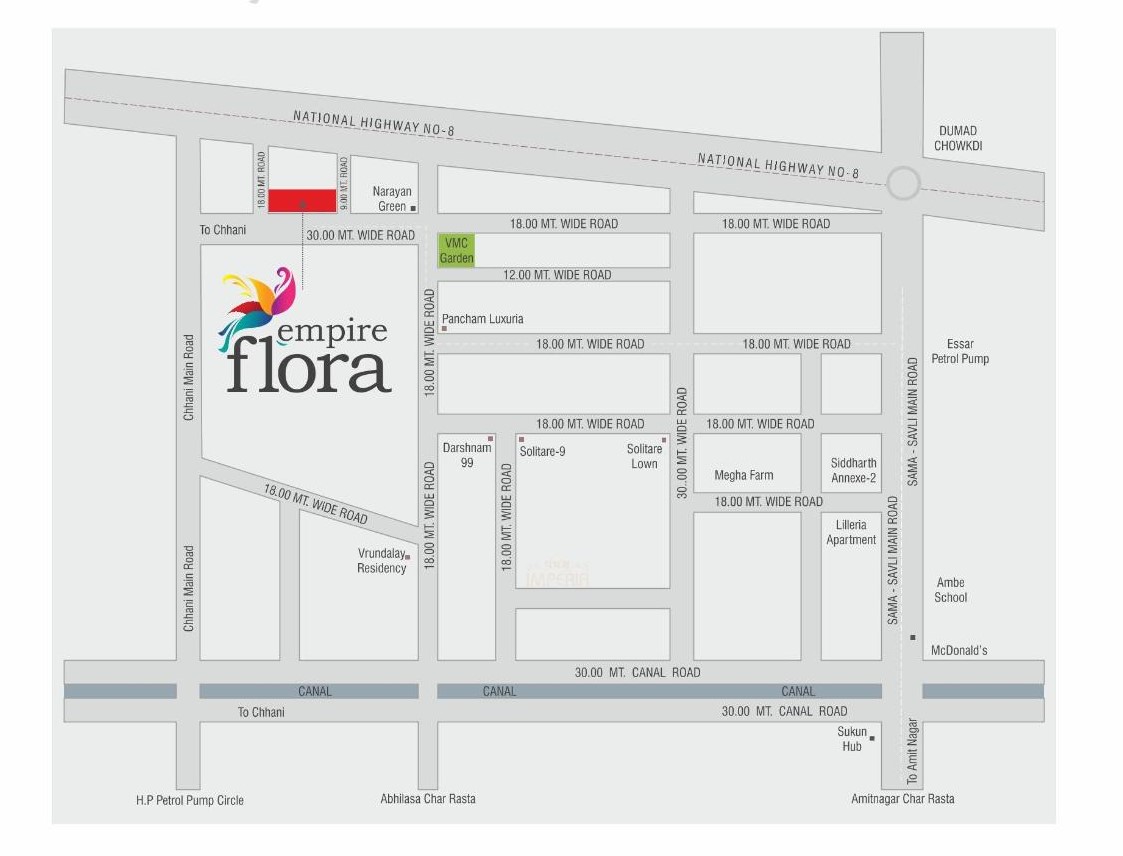 NATIONAL HIGHWAY NO-8
NATIONAL HIGHWAY NO-8
DUMAD
CHOWKDI
18.00 MT. ROAD
9.00 MT. ROAD
Narayan
Green
To Chhani
30.00 MT. WIDE ROAD
18.00 MT. WIDE ROAD
18.00 MT. WIDE ROAD
VMC
Garden
12.00 MT. WIDE ROAD
empire
flora
Pancham Luxuria
18.00 MT. WIDE ROAD
18.00 MT. WIDE ROAD
18.00 MT. WIDE ROAD
Essar
Petrol Pump
Chhani Main Road
SAMA - SAVLI MAIN ROAD
30..00 MT. WIDE ROAD
18.00 MT. WIDE ROAD
18.00 MT. WIDE ROAD
Darshnam
99
Solitare-9
Solitare
Lown
Megha Farm
Siddharth
Annexe-2
18.00 MT. WIDE ROAD
18.00 MT. WIDE ROAD
18.00 MT. WIDE ROAD
18.00 MT. WIDE ROAD
Lilleria
Apartment
SAMA - SAVLI MAIN ROAD
Vrundalay
Residency
IMPERIA
Chhani Main Road
Ambe
School
McDonald's
30.00 MT. CANAL ROAD
CANAL
CANAL
CANAL
To Chhani
30.00 MT. CANAL ROAD
Sukun
Hub
To Amit Nagar
H.P Petrol Pump Circle
Abhilasa Char Rasta
Amitnagar Char Rasta